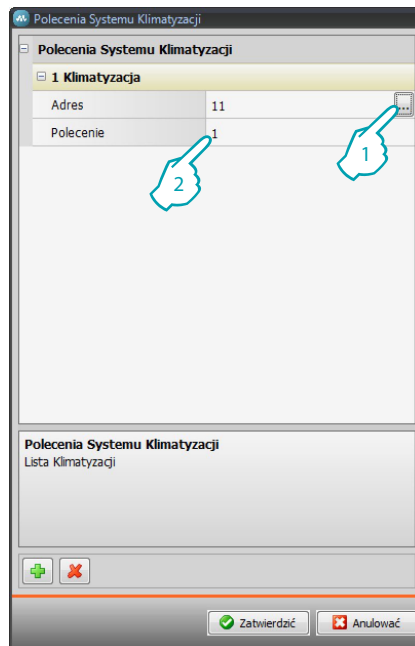 Polecenia Systemu Klimatyzacji
Polecenia Systemu Klimatyzacji
1 Klimatyzacja
Adres 11 ...
Polecenie 1
1
2
Polecenia Systemu Klimatyzacji
Lista Klimatyzacji
Zatwierdzić Anulować